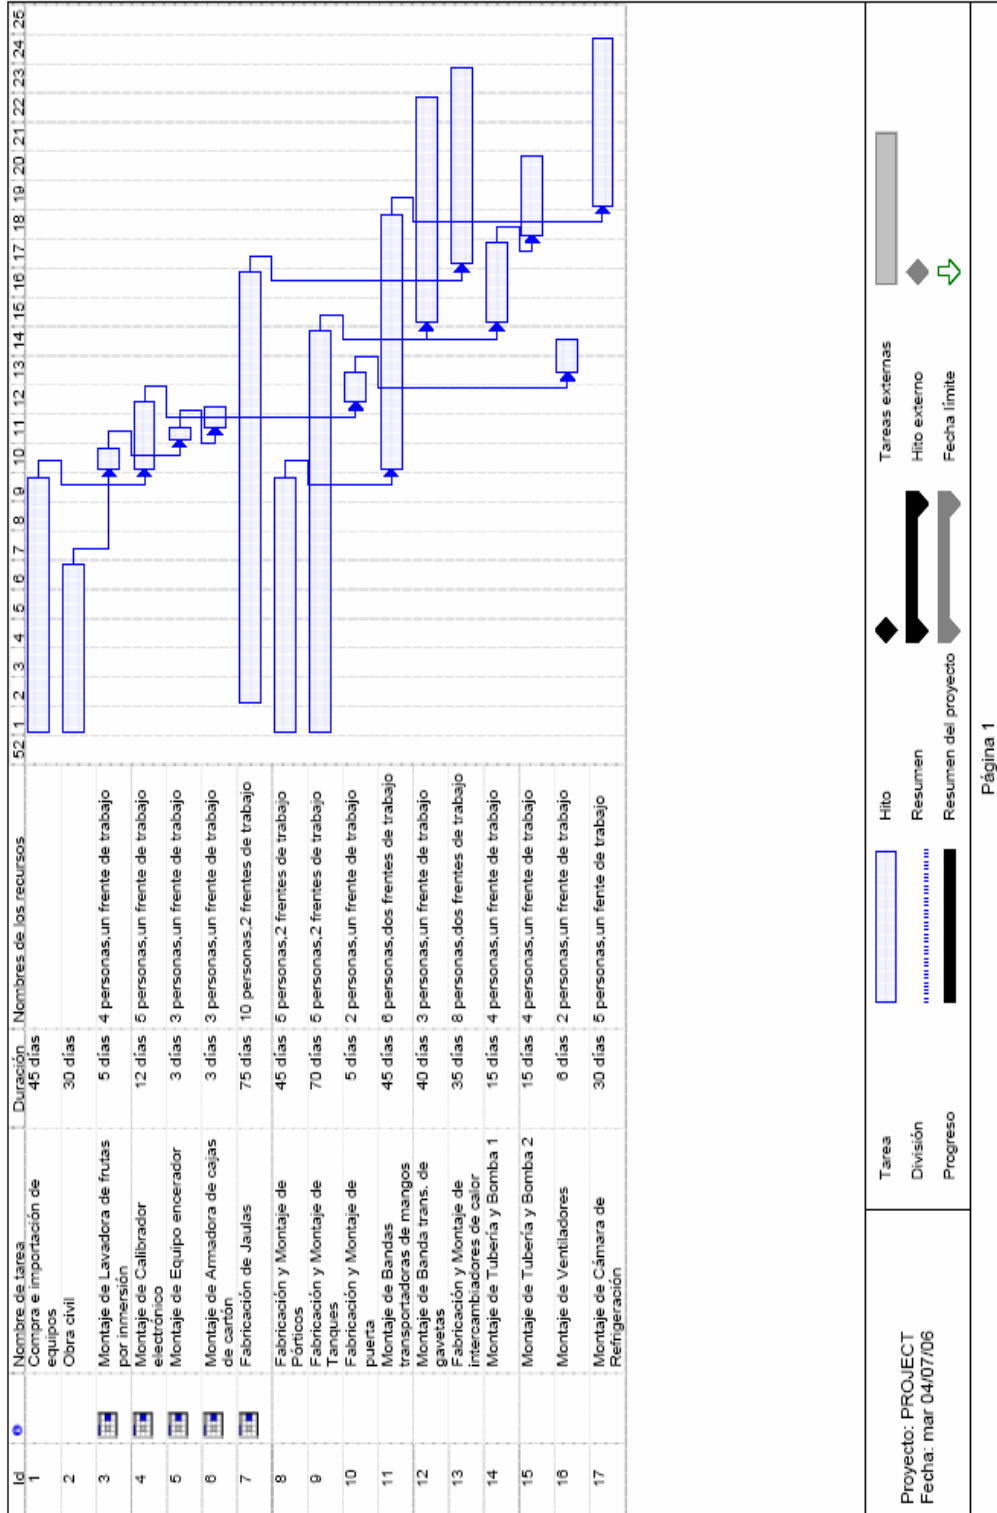 Id Nombre de tarea Duración Nombres de los recursos 52 1 2 3 4 5 6 7 8 9 10 11 12 13 14 15 16 17 18 19 20 21 22 23 24 25
1 Compra e importación de 45 días
equipos
2 Obra civil 30 días
3 Montaje de Lavadora de frutas 5 días 4 personas,un frente de trabajo
por inmersión
4 Montaje de Calibrador 12 días 5 personas,un frente de trabajo
electrónico
5 Montaje de Equipo encerador 3 días 3 personas,un frente de trabajo
6 Montaje de Armadora de cajas 3 días 3 personas,un frente de trabajo
de cartón
7 Fabricación de Jaulas 75 días 10 personas,2 frentes de trabajo
8 Fabricación y Montaje de 45 días 5 personas,2 frentes de trabajo
Pórticos
9 Fabricación y Montaje de 70 días 5 personas,2 frentes de trabajo
Tanques
10 Fabricación y Montaje de 5 días 2 personas,un frente de trabajo
puerta
11 Montaje de Bandas 45 días 6 personas,dos frentes de trabajo
transportadoras de mangos
12 Montaje de Banda trans. de 40 días 3 personas,un frente de trabajo
gavetas
13 Fabricación y Montaje de 35 días 8 personas,dos frentes de trabajo
intercambiadores de calor
14 Montaje de Tubería y Bomba 1 15 días 4 personas,un frente de trabajo
15 Montaje de Tubería y Bomba 2 15 días 4 personas,un frente de trabajo
16 Montaje de Ventiladores 6 días 2 personas,un frente de trabajo
17 Montaje de Cámara de 30 días 5 personas,un fente de trabajo
Refrigeración
Proyecto: PROJECT
Fecha: mar 04/07/06
Tarea Hito Tareas externas
División Resumen Hito externo
Progreso Resumen del proyecto Fecha límite
Página 1